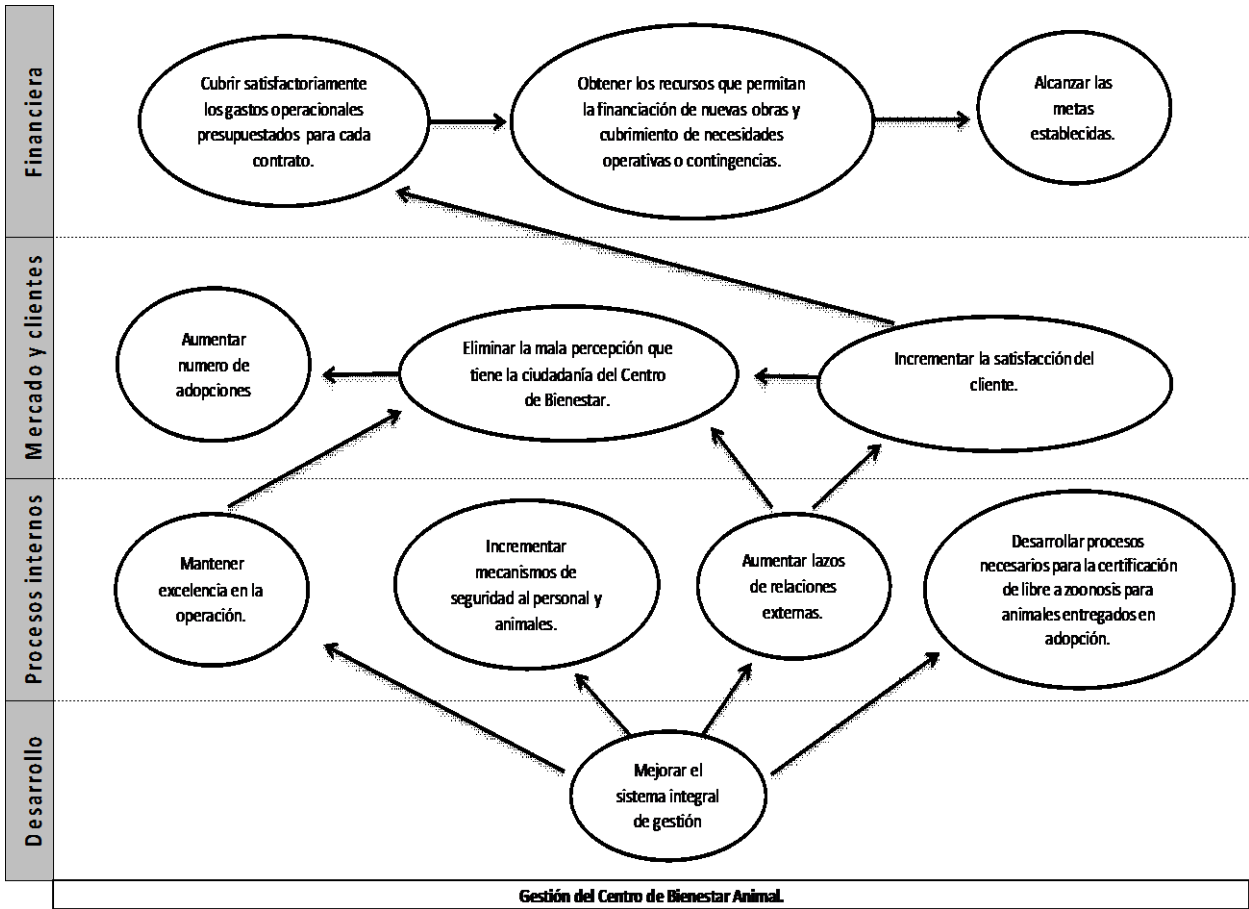 Financiera
Cubrir satisfactoriamente
los gastos operacionales
presupuestados para cada
contrato.
Obtener los recursos que permitan
la financiación de nuevas obras y
cubrimiento de necesidades
operativas o contingencias.
Alcanzar las
metas
establecidas.
Mercado y clientes
Aumentar
numero de
adopciones
Eliminar la mala percepción que
tiene la ciudadanía del Centro
de Bienestar.
Incrementar la satisfacción del
cliente.
Procesos internos
Mantener
excelencia en la
operación.
Incrementar
mecanismos de
seguridad al personal y
animales.
Aumentar lazos
de relaciones
externas.
Desarrollar procesos
necesarios para la certificación
de libre a zoonosis para
animales entregados en
adopción.
Desarrollo
Mejorar el
sistema integral
de gestión
Gestión del Centro de Bienestar Animal.